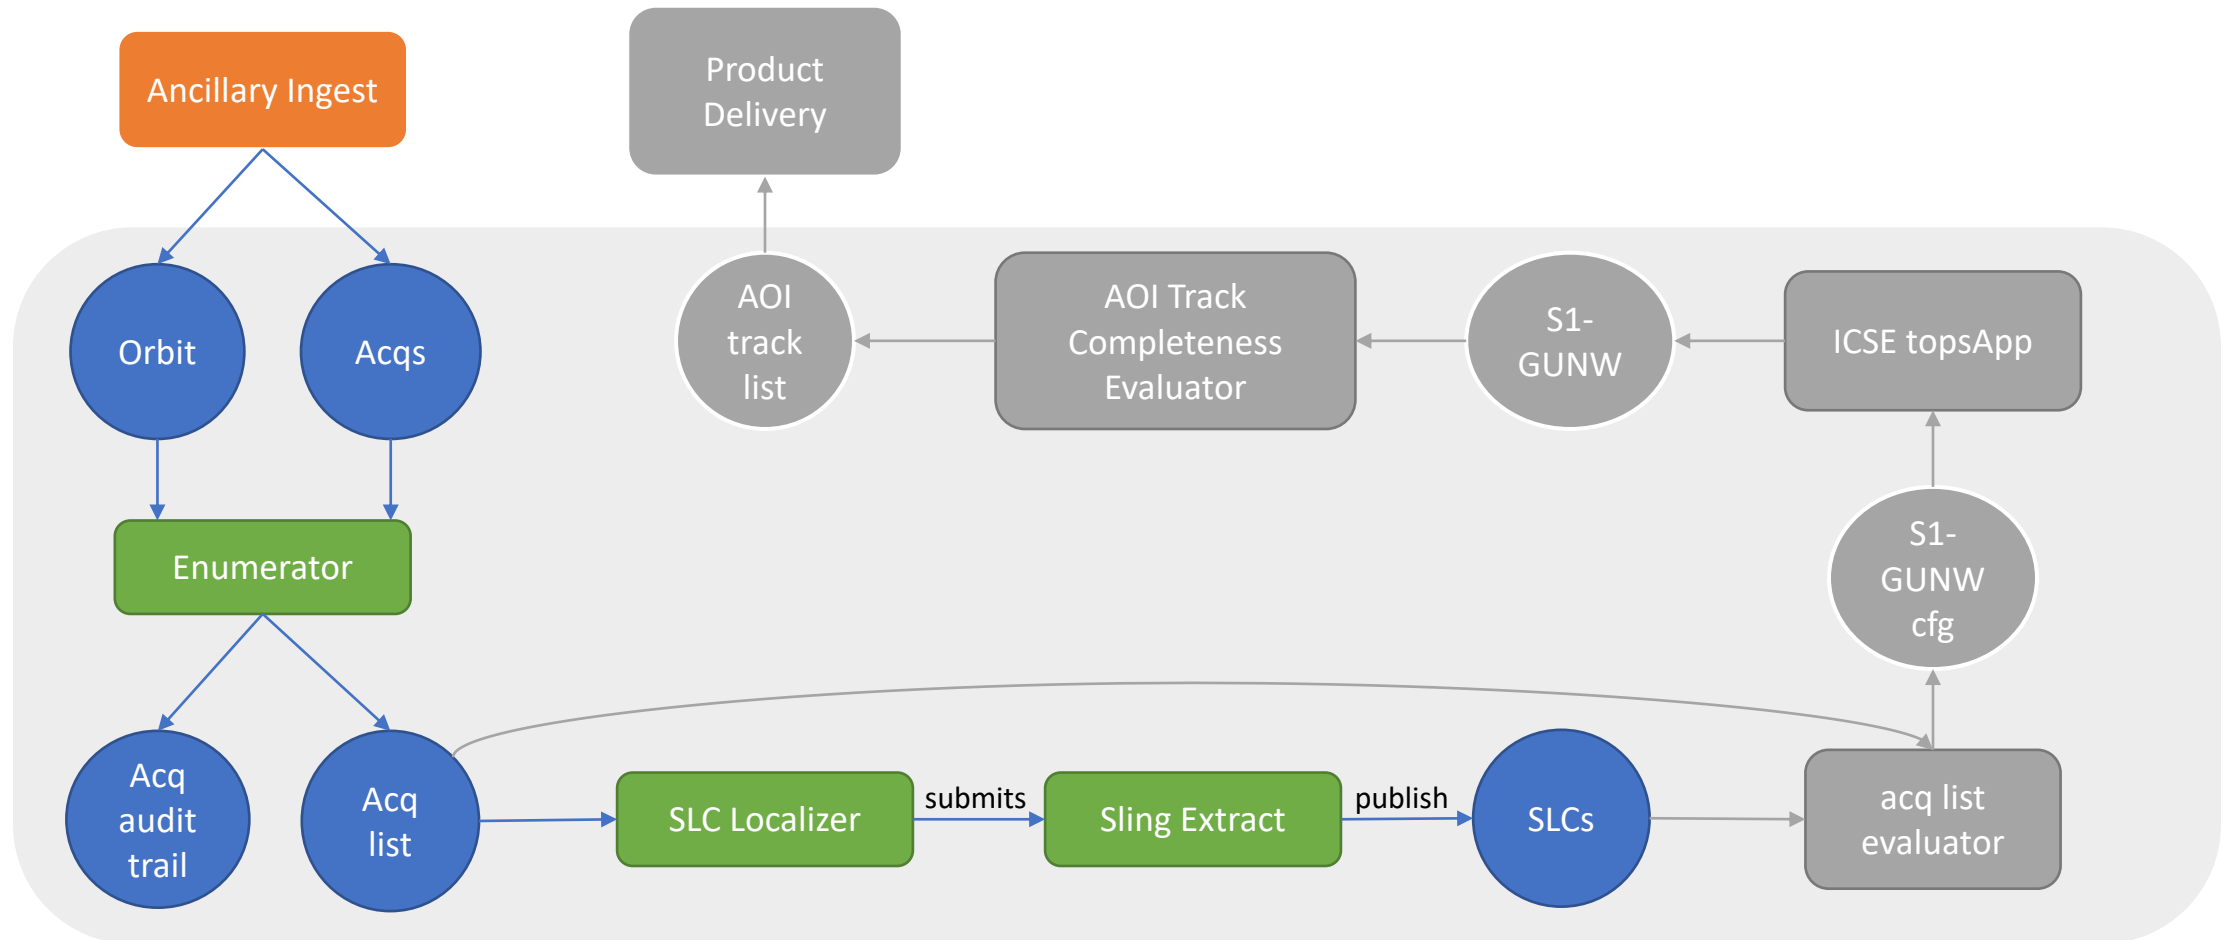 Ancillary Ingest
Product
Delivery
Orbit
Acqs
AOI
track
list
AOI Track
Completeness
Evaluator
S1-
GUNW
ICSE topsApp
Enumerator
S1-
GUNW
cfg
Acq
audit
trail
Acq
list
SLC Localizer
submits
Sling Extract
publish
SLCs
acq list
evaluator